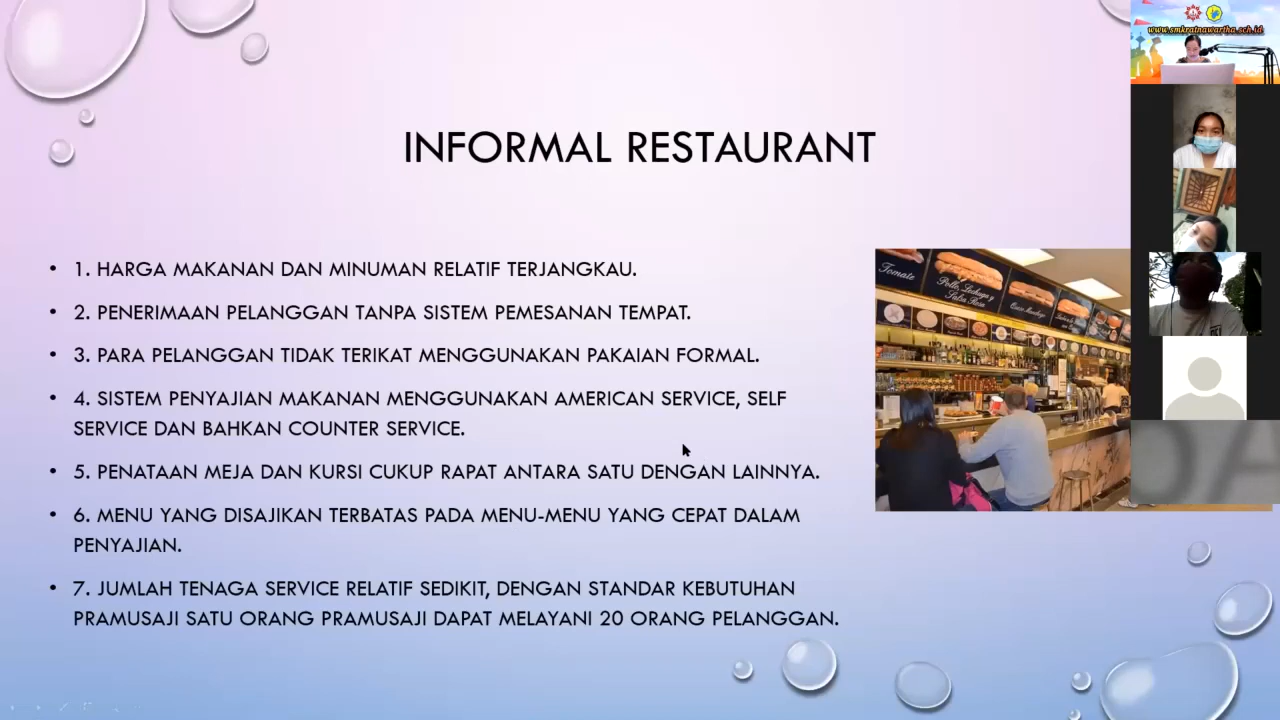 www.smkratnawartha.sch.id
INFORMAL RESTAURANT
• 1. HARGA MAKANAN DAN MINUMAN RELATIF TERJANGKAU.
• 2. PENERIMAAN PELANGGAN TANPA SISTEM PEMESANAN TEMPAT.
• 3. PARA PELANGGAN TIDAK TERIKAT MENGGUNAKAN PAKAIAN FORMAL.
• 4. SISTEM PENYAJIAN MAKANAN MENGGUNAKAN AMERICAN SERVICE, SELF
SERVICE DAN BAHKAN COUNTER SERVICE.
• 5. PENATAAN MEJA DAN KURSI CUKUP RAPAT ANTARA SATU DENGAN LAINNYA.
• 6. MENU YANG DISAJIKAN TERBATAS PADA MENU-MENU YANG CEPAT DALAM
PENYAJIAN.
• 7. JUMLAH TENAGA SERVICE RELATIF SEDIKIT, DENGAN STANDAR KEBUTUHAN
PRAMUSAJI SATU ORANG PRAMUSAJI DAPAT MELAYANI 20 ORANG PELANGGAN.
Tomate
Pollo, Lechuga y
DA